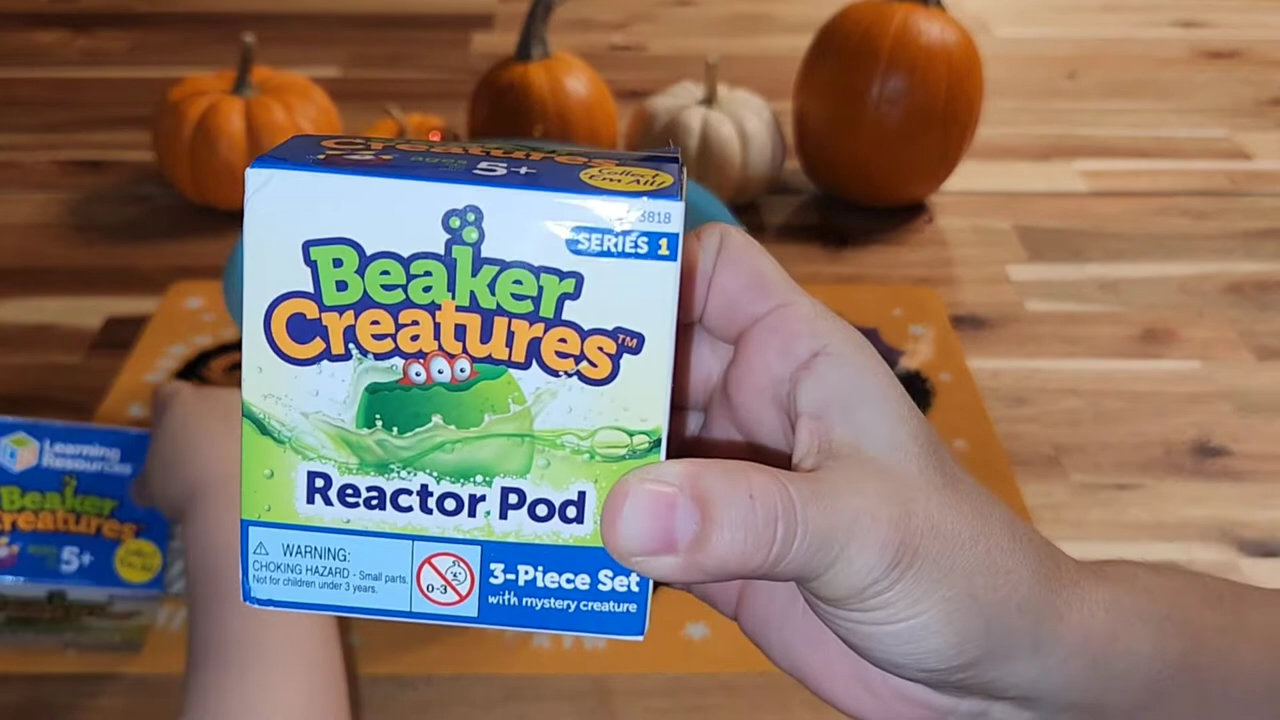 Creatures
ages
5+
Collect
'Em All!
3818
SERIES 1
Beaker
Creatures™
Reactor Pod
WARNING:
CHOKING HAZARD - Small parts.
Not for children under 3 years.
0-3
3-Piece Set
with mystery creature
Learning
Resources
Beaker
Creatures
5+